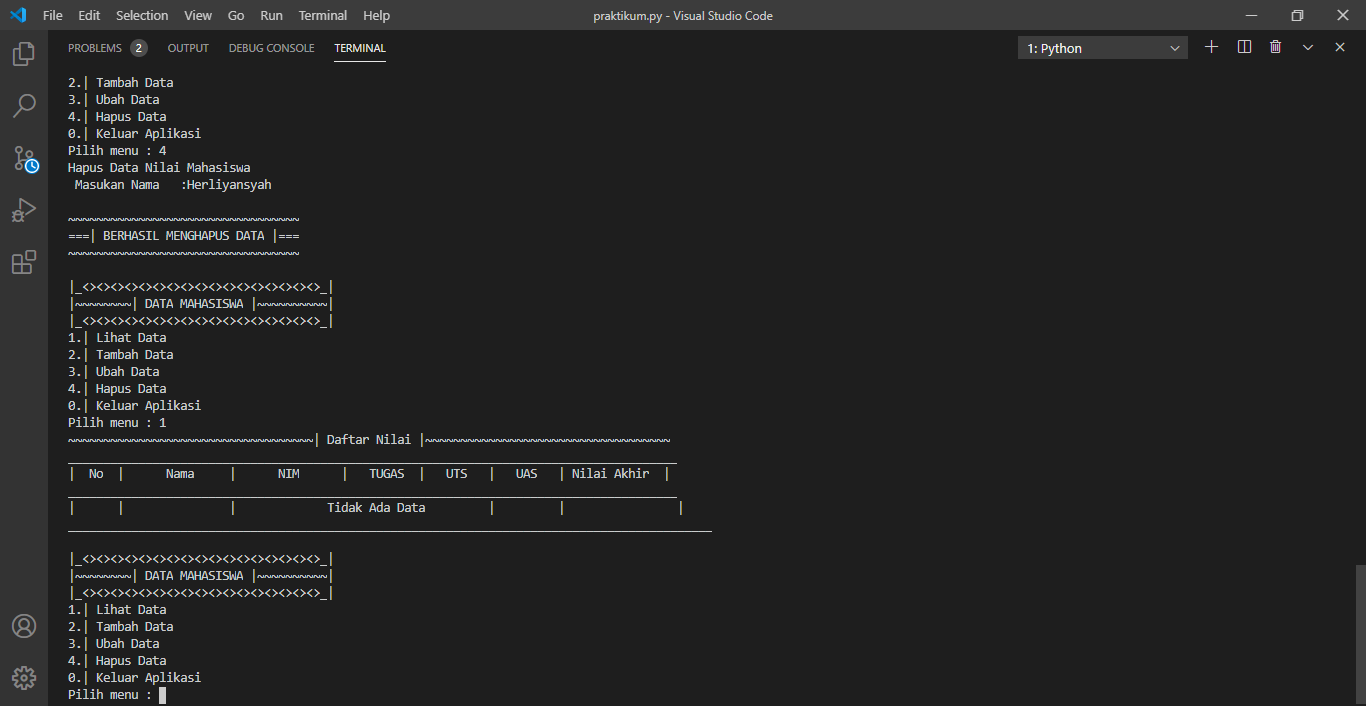 File Edit Selection View Go Run Terminal Help praktikum.py - Visual Studio Code
PROBLEMS 2 OUTPUT DEBUG CONSOLE TERMINAL 1: Python
2.| Tambah Data
3.| Ubah Data
4.| Hapus Data
0.| Keluar Aplikasi
Pilih menu : 4
Hapus Data Nilai Mahasiswa
Masukan Nama :Herliyansyah
~~~~~~~~~~~~~~~~~~~~~~~~~~~~~~~~~
===| BERHASIL MENGHAPUS DATA |===
~~~~~~~~~~~~~~~~~~~~~~~~~~~~~~~~~
|_<><><><><><><><><><><><><><><><><>_|
|~~~~~~~~| DATA MAHASISWA |~~~~~~~~~~|
|_<><><><><><><><><><><><><><><><><>_|
1.| Lihat Data
2.| Tambah Data
3.| Ubah Data
4.| Hapus Data
0.| Keluar Aplikasi
Pilih menu : 1
~~~~~~~~~~~~~~~~~~~~~~~~~~~~~~~~~~~| Daftar Nilai |~~~~~~~~~~~~~~~~~~~~~~~~~~~~~~~~~~~
| No | Nama | NIM | TUGAS | UTS | UAS | Nilai Akhir |
| | | Tidak Ada Data | | |
|_<><><><><><><><><><><><><><><><><>_|
|~~~~~~~~| DATA MAHASISWA |~~~~~~~~~~|
|_<><><><><><><><><><><><><><><><><>_|
1.| Lihat Data
2.| Tambah Data
3.| Ubah Data
4.| Hapus Data
0.| Keluar Aplikasi
Pilih menu :